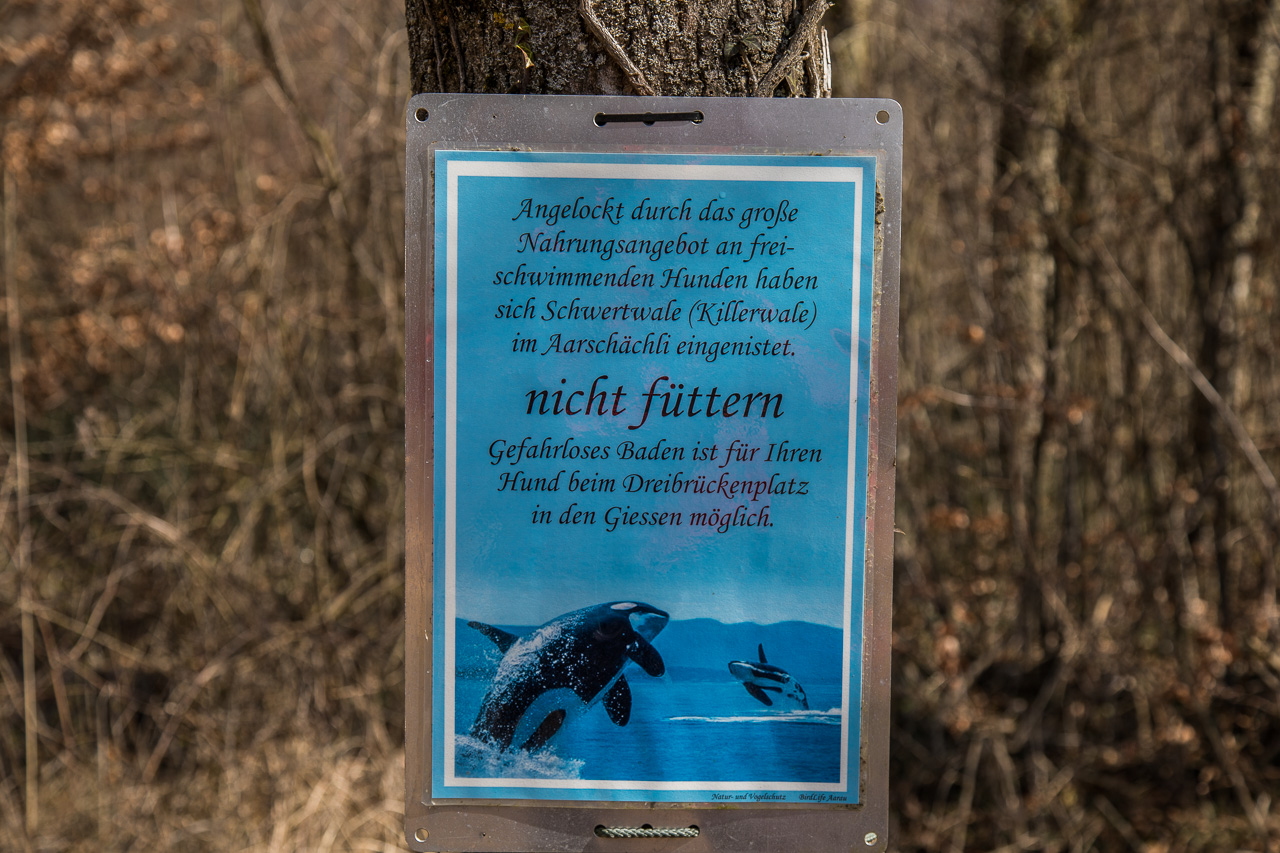 Angelockt durch das große
Nahrungsangebot an frei-
schwimmenden Hunden haben
sich Schwertwale (Killerwale)
im Aarschächli eingenistet.
nicht füttern
Gefahrloses Baden ist für Ihren
Hund beim Dreibrückenplatz
in den Giessen möglich.
Natur- und Vogelschutz BirdLife Aarau